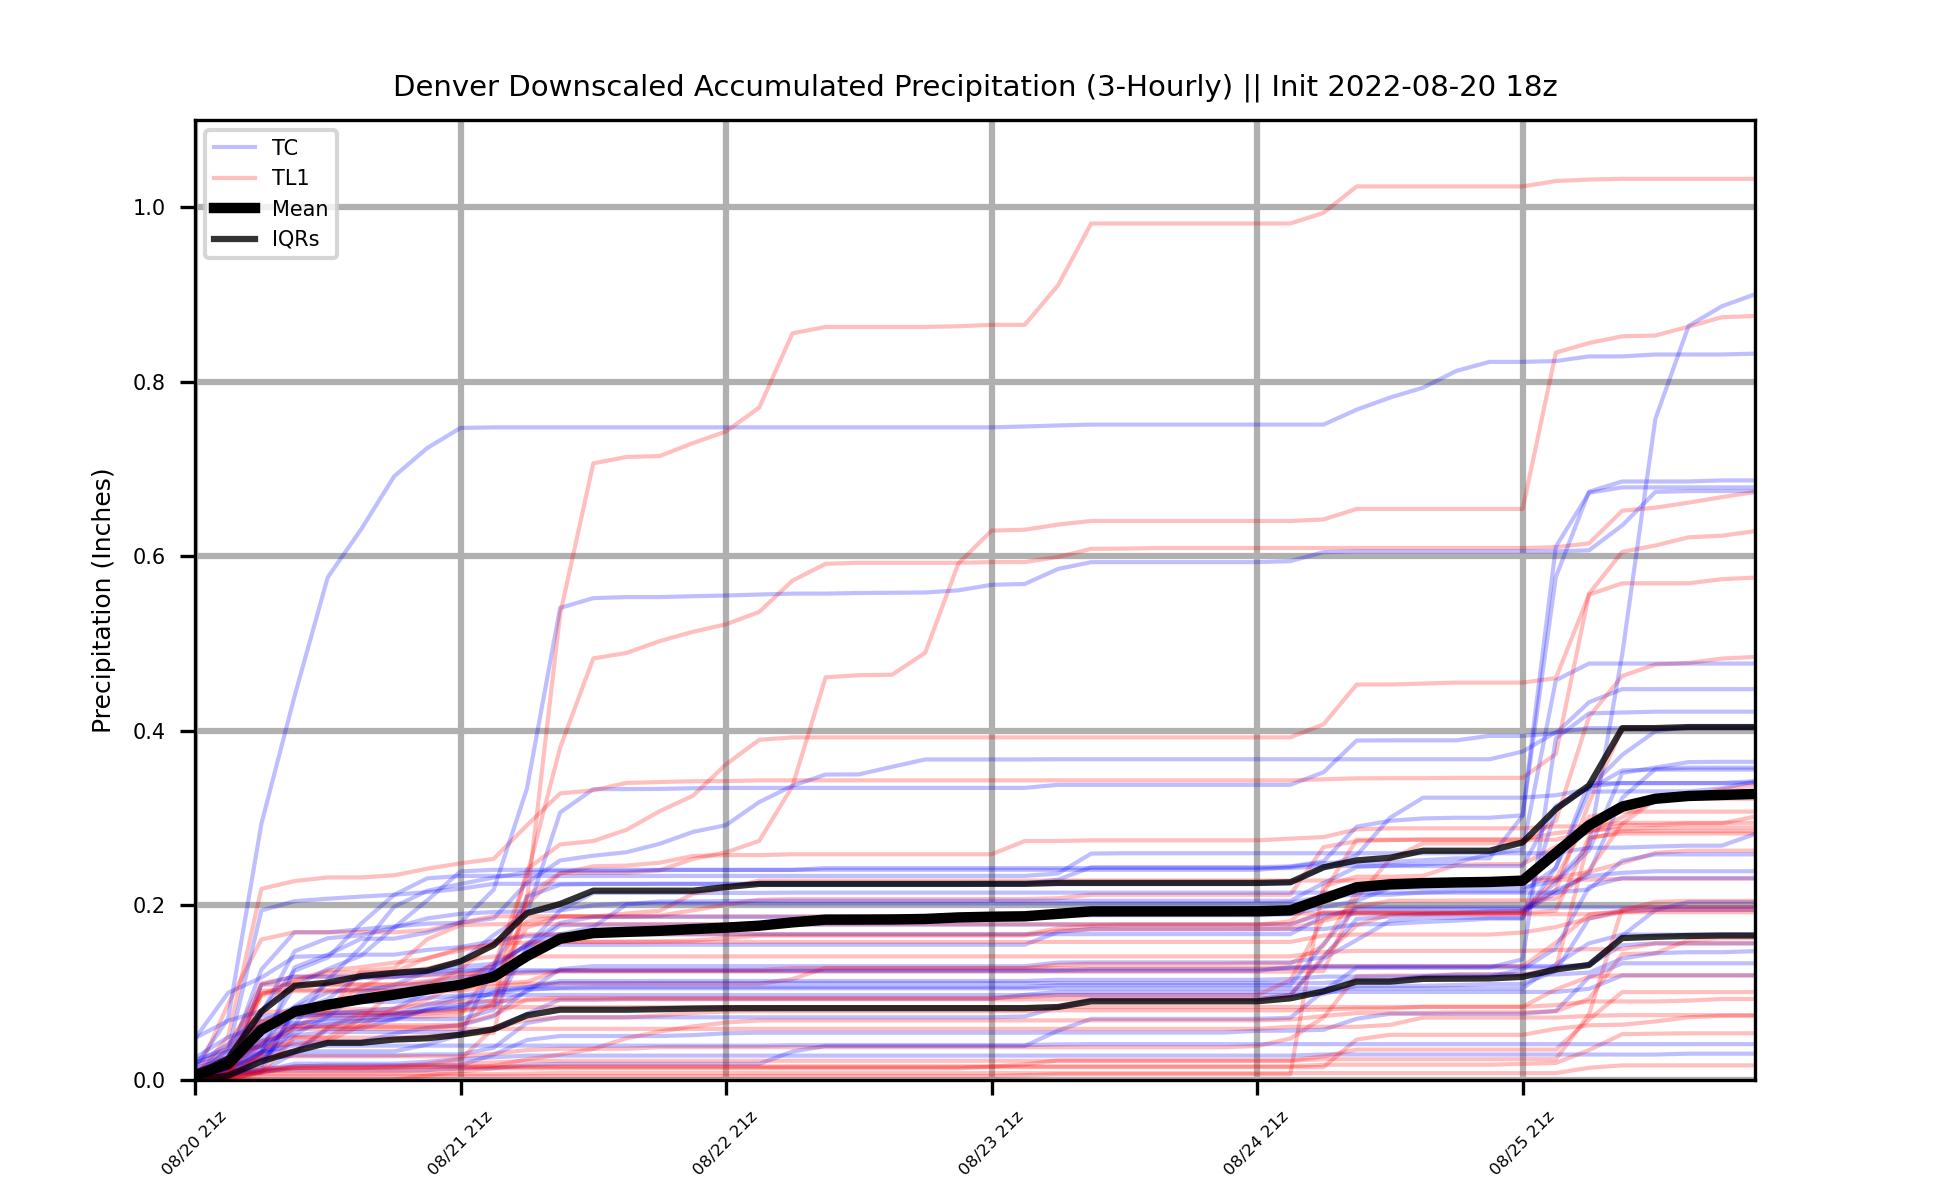 Denver Downscaled Accumulated Precipitation (3-Hourly) || Init 2022-08-20 18z
TC
TL1
Mean
IQRs
Precipitation (Inches)
1.0
0.8
0.6
0.4
0.2
0.0
08/20 21z
08/21 21z
08/22 21z
08/23 21z
08/24 21z
08/25 21z